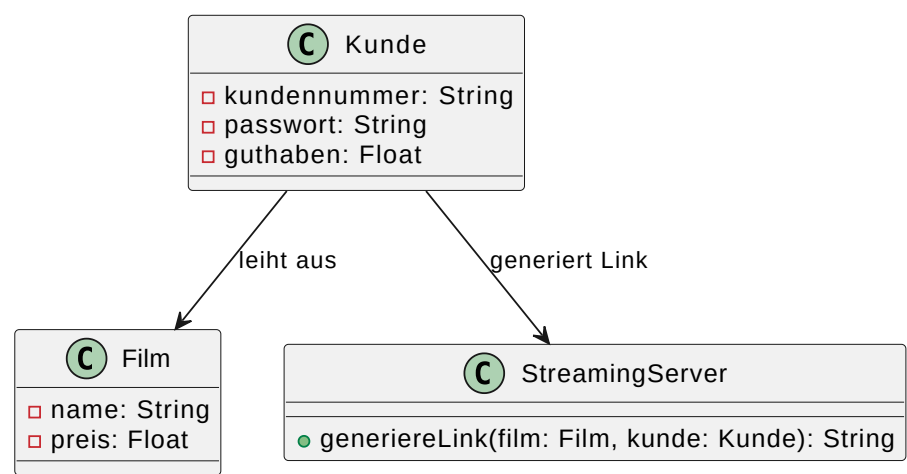 C Kunde
kundennummer: String
passwort: String
guthaben: Float
leiht aus
generiert Link
C Film
name: String
preis: Float
C StreamingServer
generiereLink(film: Film, kunde: Kunde): String